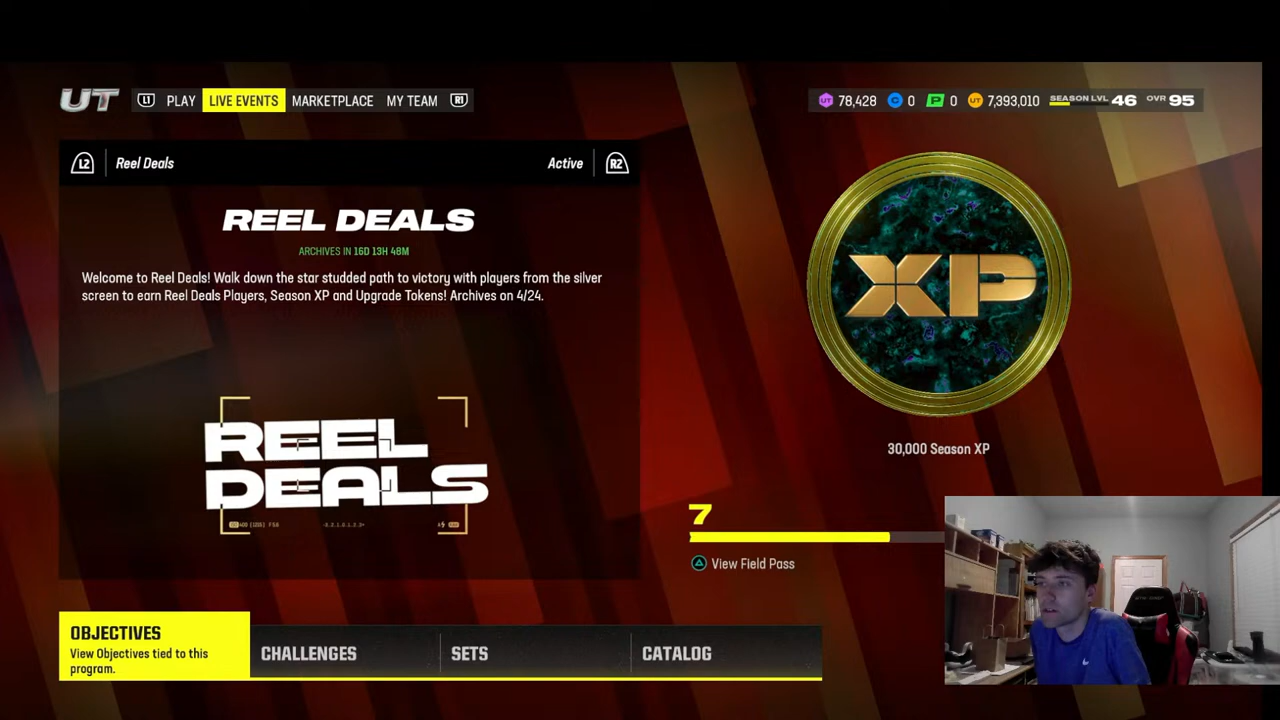 UT L1 PLAY LIVE EVENTS MARKETPLACE MY TEAM R1 UT 78,428 C 0 P 0 UT 7,393,010 SEASON LVL 46 OVR 95
L2 Reel Deals Active R2
REEL DEALS
ARCHIVES IN 16D 13H 48M
Welcome to Reel Deals! Walk down the star studded path to victory with players from the silver
screen to earn Reel Deals Players, Season XP and Upgrade Tokens! Archives on 4/24.
REEL
DEALS
XP
30,000 Season XP
7
View Field Pass
OBJECTIVES
View Objectives tied to this
program.
CHALLENGES
SETS
CATALOG